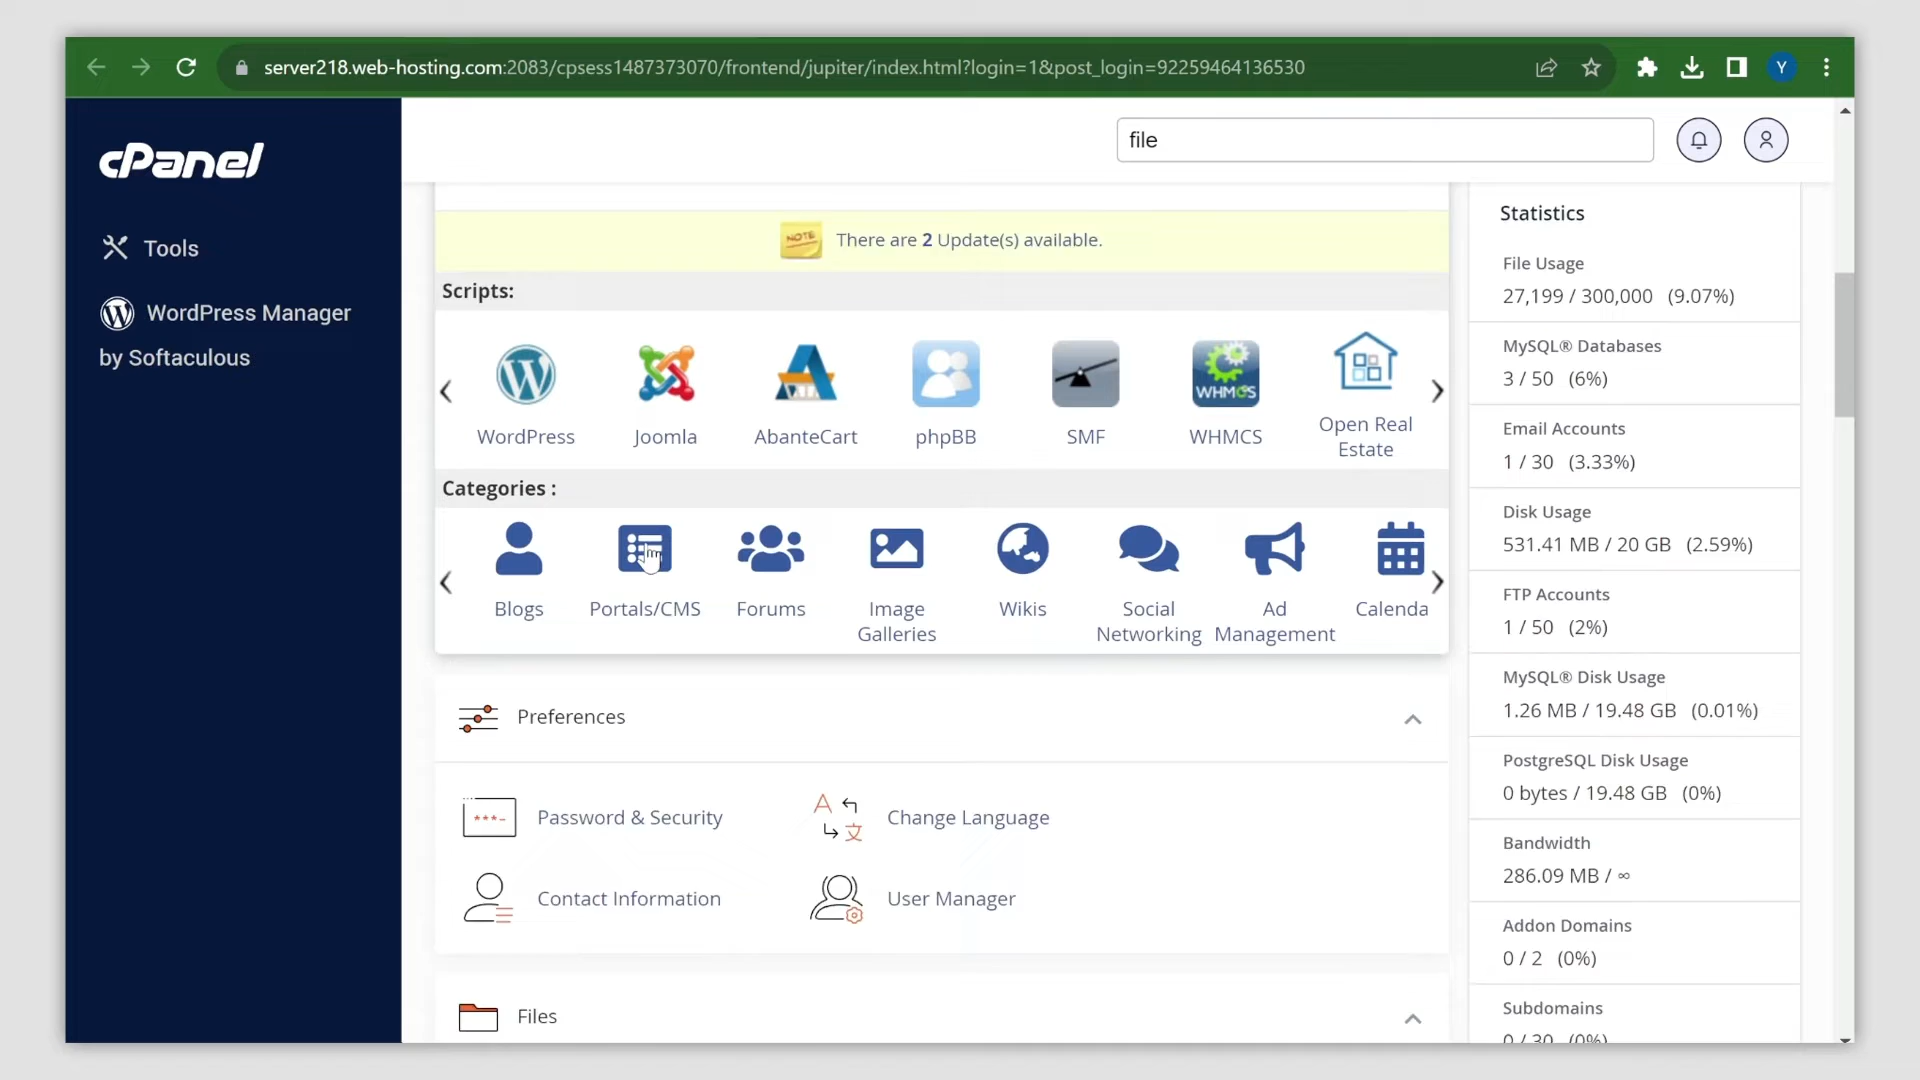 server218.web-hosting.com:2083/cpsess1487373070/frontend/jupiter/index.html?login=1&post_login=92259464136530
Y
cPanel
file
Tools
WordPress Manager
by Softaculous
NOTE
There are 2 Update(s) available.
Scripts:
WHMCS
WordPress
Joomla
AbanteCart
phpBB
SMF
WHMCS
Open Real
Estate
Categories :
Blogs
Portals/CMS
Forums
Image
Galleries
Wikis
Social
Networking
Ad
Management
Calenda
Preferences
Password & Security
A
文
Change Language
Contact Information
User Manager
Files
Statistics
File Usage
27,199 / 300,000 (9.07%)
MySQL® Databases
3 / 50 (6%)
Email Accounts
1 / 30 (3.33%)
Disk Usage
531.41 MB / 20 GB (2.59%)
FTP Accounts
1 / 50 (2%)
MySQL® Disk Usage
1.26 MB / 19.48 GB (0.01%)
PostgreSQL Disk Usage
0 bytes / 19.48 GB (0%)
Bandwidth
286.09 MB / ∞
Addon Domains
0 / 2 (0%)
Subdomains
0 / 30 (0%)